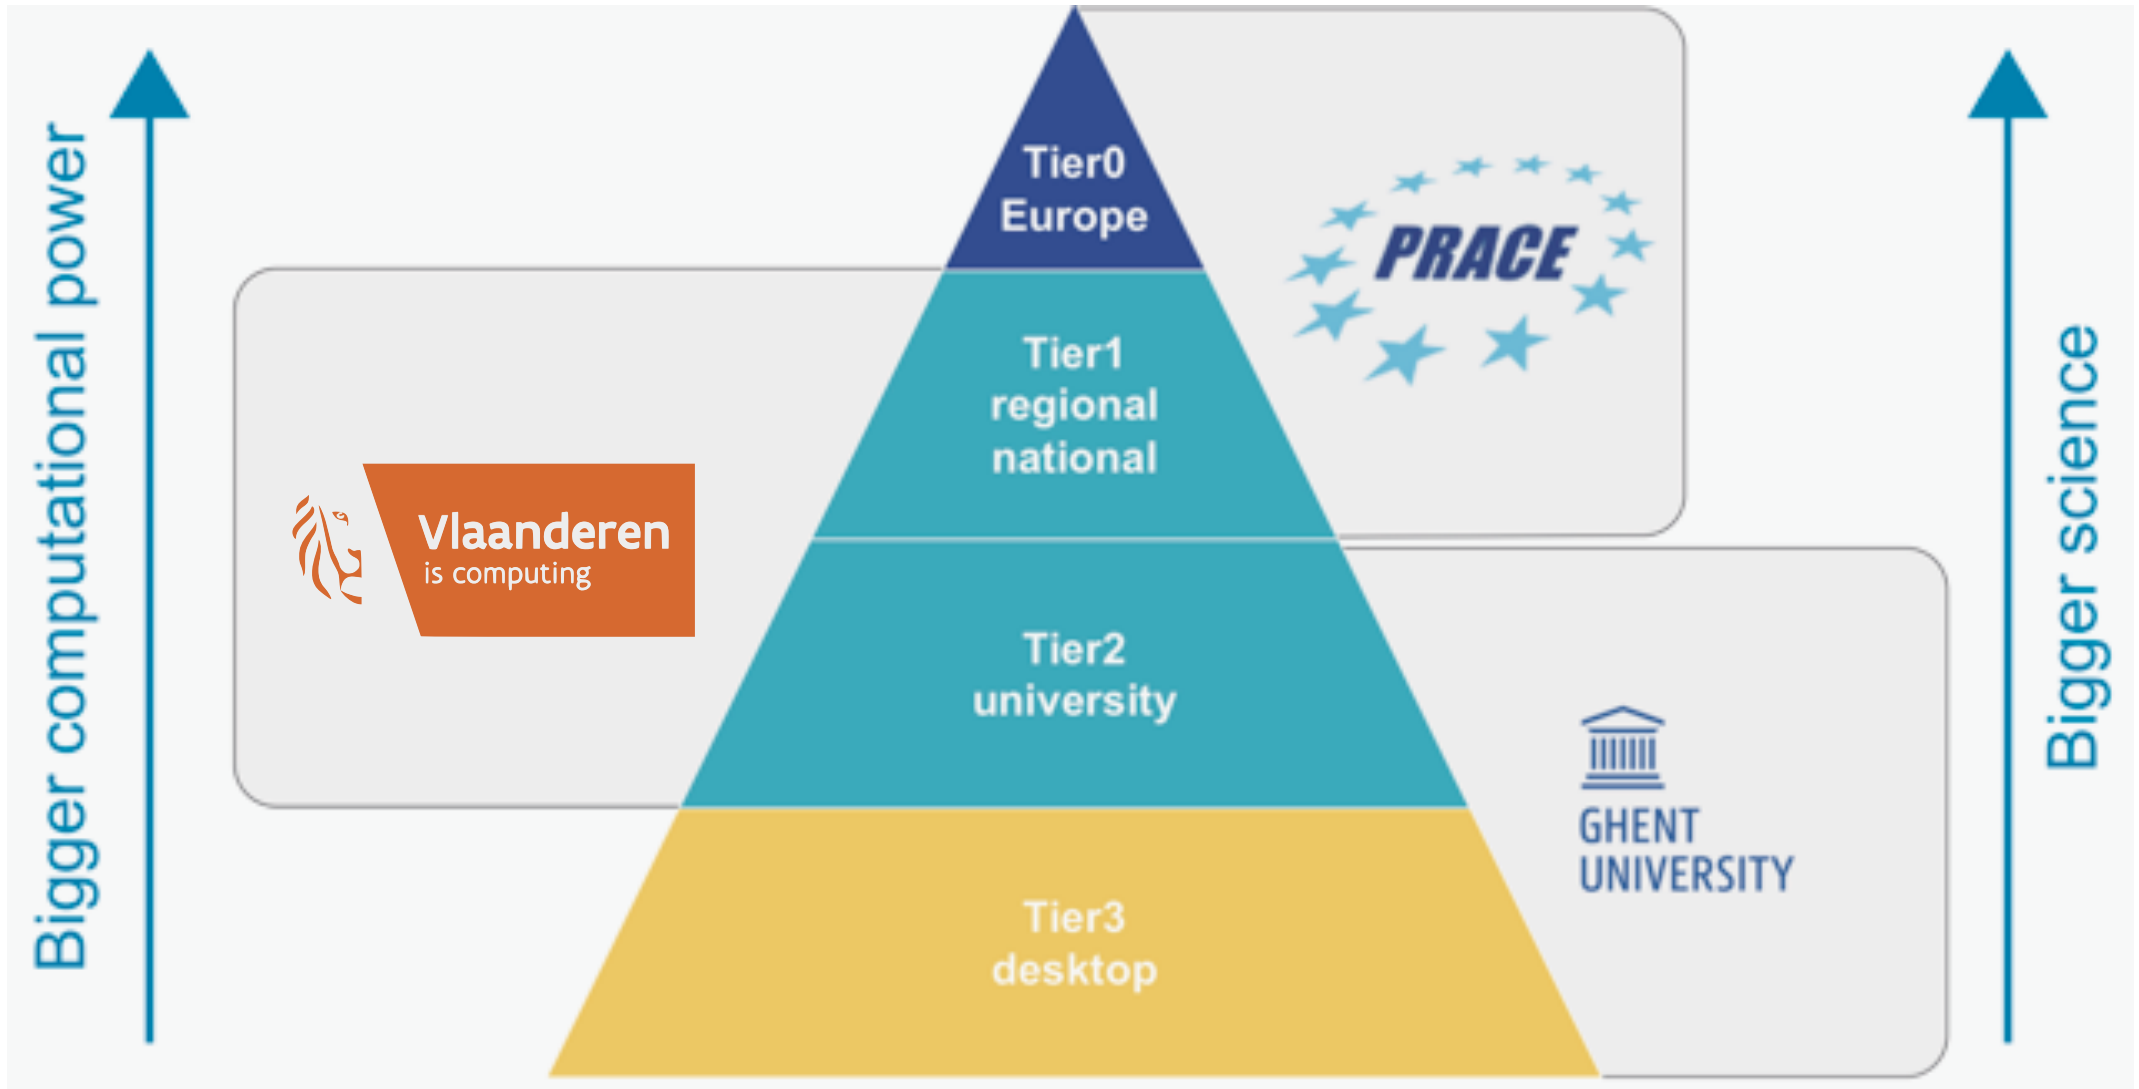 Bigger computational power
Tier0
Europe
PRACE
Tier1
regional
national
Vlaanderen
is computing
Tier2
university
GHENT
UNIVERSITY
Tier3
desktop
Bigger science